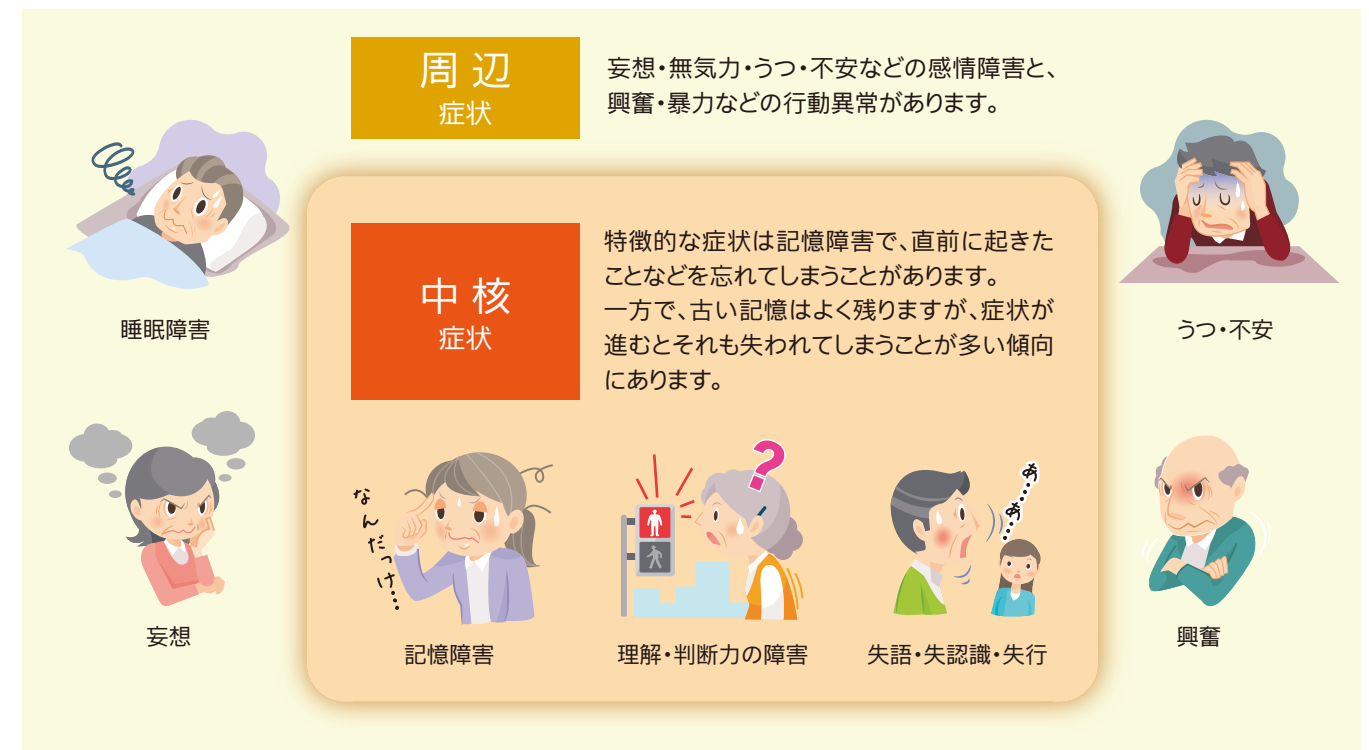 周辺
症状
妄想・無気力・うつ・不安などの感情障害と、
興奮・暴力などの行動異常があります。
中核
症状
特徴的な症状は記憶障害で、直前に起きた
ことなどを忘れてしまうことがあります。
一方で、古い記憶はよく残りますが、症状が
進むとそれも失われてしまうことが多い傾向
にあります。
睡眠障害
うつ・不安
妄想
なんだっけ…
記憶障害
?
理解・判断力の障害
あ……あ…
失語・失認識・失行
興奮